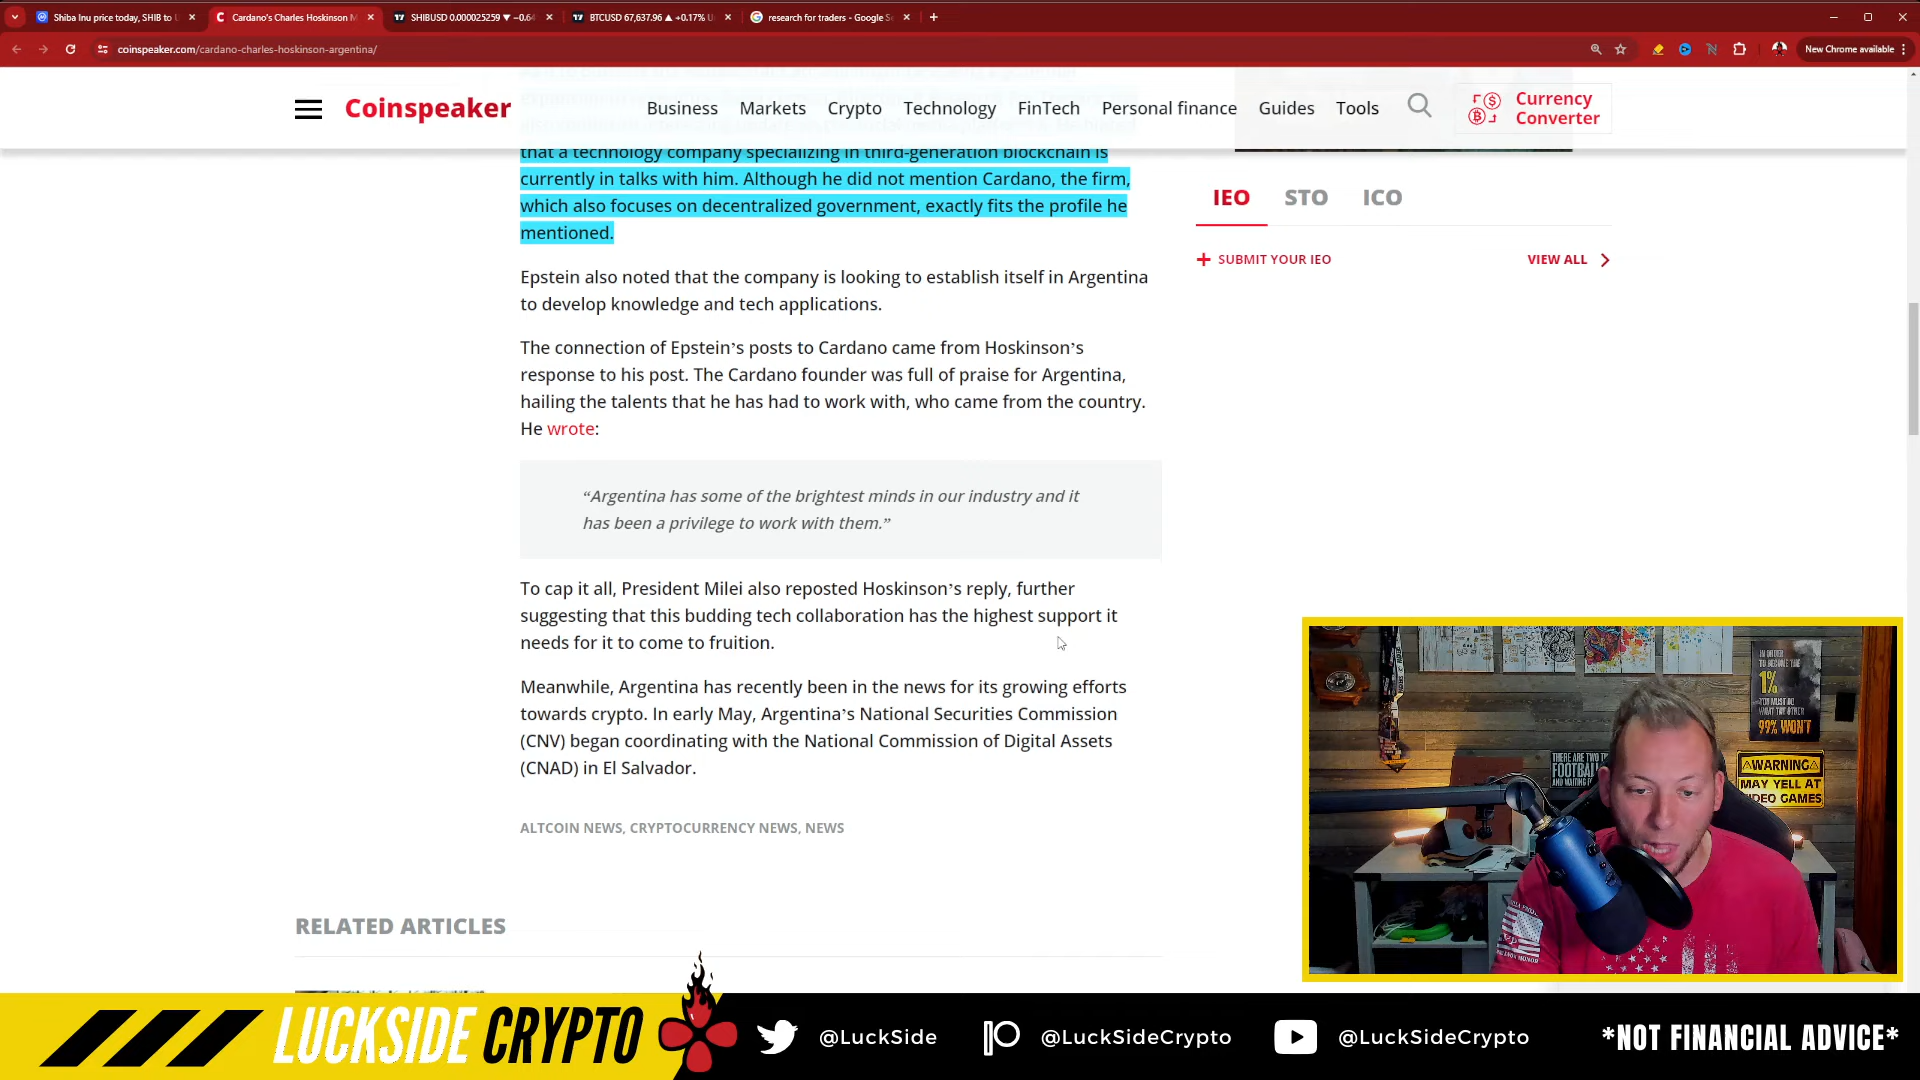 Shiba Inu price today, SHIB to U
Cardano's Charles Hoskinson M
SHIBUSD 0.000025259 ▼ −0.64
BTCUSD 67,637.96 ▲ +0.17% U
research for traders - Google Se
coinspeaker.com/cardano-charles-hoskinson-argentina/
New Chrome available
Coinspeaker
Business
Markets
Crypto
Technology
FinTech
Personal finance
Guides
Tools
Currency
Converter
that a technology company specializing in third-generation blockchain is
currently in talks with him. Although he did not mention Cardano, the firm,
which also focuses on decentralized government, exactly fits the profile he
mentioned.
Epstein also noted that the company is looking to establish itself in Argentina
to develop knowledge and tech applications.
The connection of Epstein's posts to Cardano came from Hoskinson's
response to his post. The Cardano founder was full of praise for Argentina,
hailing the talents that he has had to work with, who came from the country.
He wrote:
“Argentina has some of the brightest minds in our industry and it
has been a privilege to work with them.”
To cap it all, President Milei also reposted Hoskinson's reply, further
suggesting that this budding tech collaboration has the highest support it
needs for it to come to fruition.
Meanwhile, Argentina has recently been in the news for its growing efforts
towards crypto. In early May, Argentina's National Securities Commission
(CNV) began coordinating with the National Commission of Digital Assets
(CNAD) in El Salvador.
ALTCOIN NEWS, CRYPTOCURRENCY NEWS, NEWS
RELATED ARTICLES
IEO
STO
ICO
SUBMIT YOUR IEO
VIEW ALL
IN ORDER
TO BECOME THE
1%
99% WON'T
THERE ARE TWO
FOOTBALL
AND WAITING
WARNING
MAY YELL AT
VIDEO GAMES
LUCKSIDE CRYPTO
@LuckSide
@LuckSideCrypto
@LuckSideCrypto
*NOT FINANCIAL ADVICE*